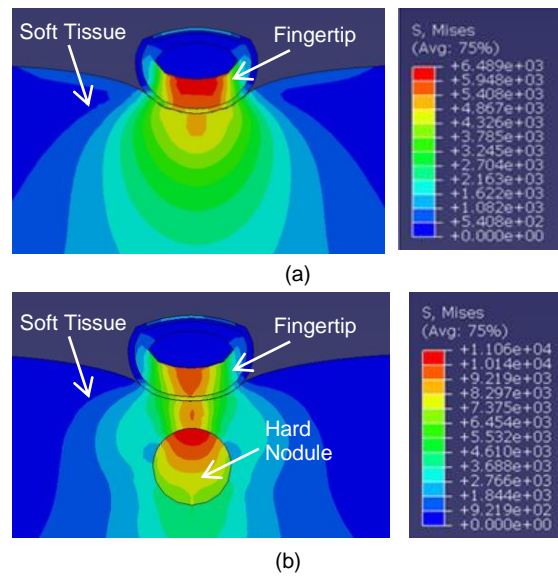 Soft Tissue
Fingertip
S, Mises
(Avg: 75%)
+6.489e+03
+5.948e+03
+5.408e+03
+4.867e+03
+4.326e+03
+3.785e+03
+3.245e+03
+2.704e+03
+2.163e+03
+1.622e+03
+1.082e+03
+5.408e+02
+0.000e+00
(a)
Soft Tissue
Fingertip
Hard
Nodule
S, Mises
(Avg: 75%)
+1.106e+04
+1.014e+04
+9.219e+03
+8.297e+03
+7.375e+03
+6.454e+03
+5.532e+03
+4.610e+03
+3.688e+03
+2.766e+03
+1.844e+03
+9.219e+02
+0.000e+00
(b)